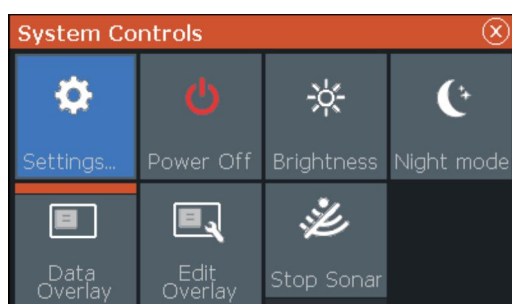 System Controls
Settings...
Power Off
Brightness
Night mode
Data
Overlay
Edit
Overlay
Stop Sonar